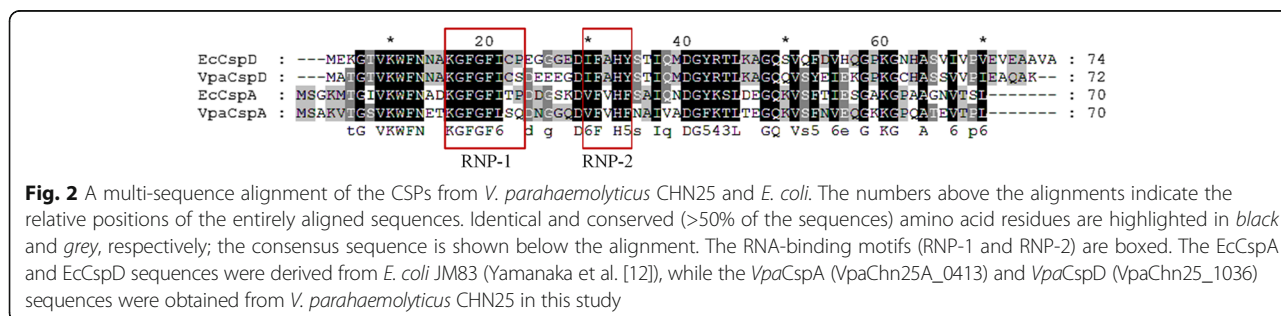 * 20 * 40 * 60 *
EcCspD : ---MEKGTVKWFNNAKGFGFICPEGGGEDIFAHYSTIQMDGYRTLKAGQSVQFDVHQGPKGNHASVIVPVEVEAAVA : 74
VpaCspD : ---MATGTVKWFNNAKGFGFICSDEEEGDIFAHYSTIQMDGYRTLKAGQQVSYEIEKGPKGCHASSVVPIEAQAK-- : 72
EcCspA : MSGKMTGIVKWFNADKGFGFITPDDGSKDVFVHFSAIQNDGYKSLDEGQKVSFTIESGAKGPAAGNVTSL------- : 70
VpaCspA : MSAKVTGSVKWFNETKGFGFLSQDNGGQDVFVHFNAIVADGFKTLTEGQKVSFNVEQGKKGPQAIEVTPL------- : 70
tG VKWFN KGFGF6 d g D6F H5s Iq DG543L GQ Vs5 6e G KG A 6 p6
RNP-1 RNP-2
Fig. 2 A multi-sequence alignment of the CSPs from V. parahaemolyticus CHN25 and E. coli. The numbers above the alignments indicate the
relative positions of the entirely aligned sequences. Identical and conserved (>50% of the sequences) amino acid residues are highlighted in black
and grey, respectively; the consensus sequence is shown below the alignment. The RNA-binding motifs (RNP-1 and RNP-2) are boxed. The EcCspA
and EcCspD sequences were derived from E. coli JM83 (Yamanaka et al. [12]), while the VpaCspA (VpaChn25A_0413) and VpaCspD (VpaChn25_1036)
sequences were obtained from V. parahaemolyticus CHN25 in this study